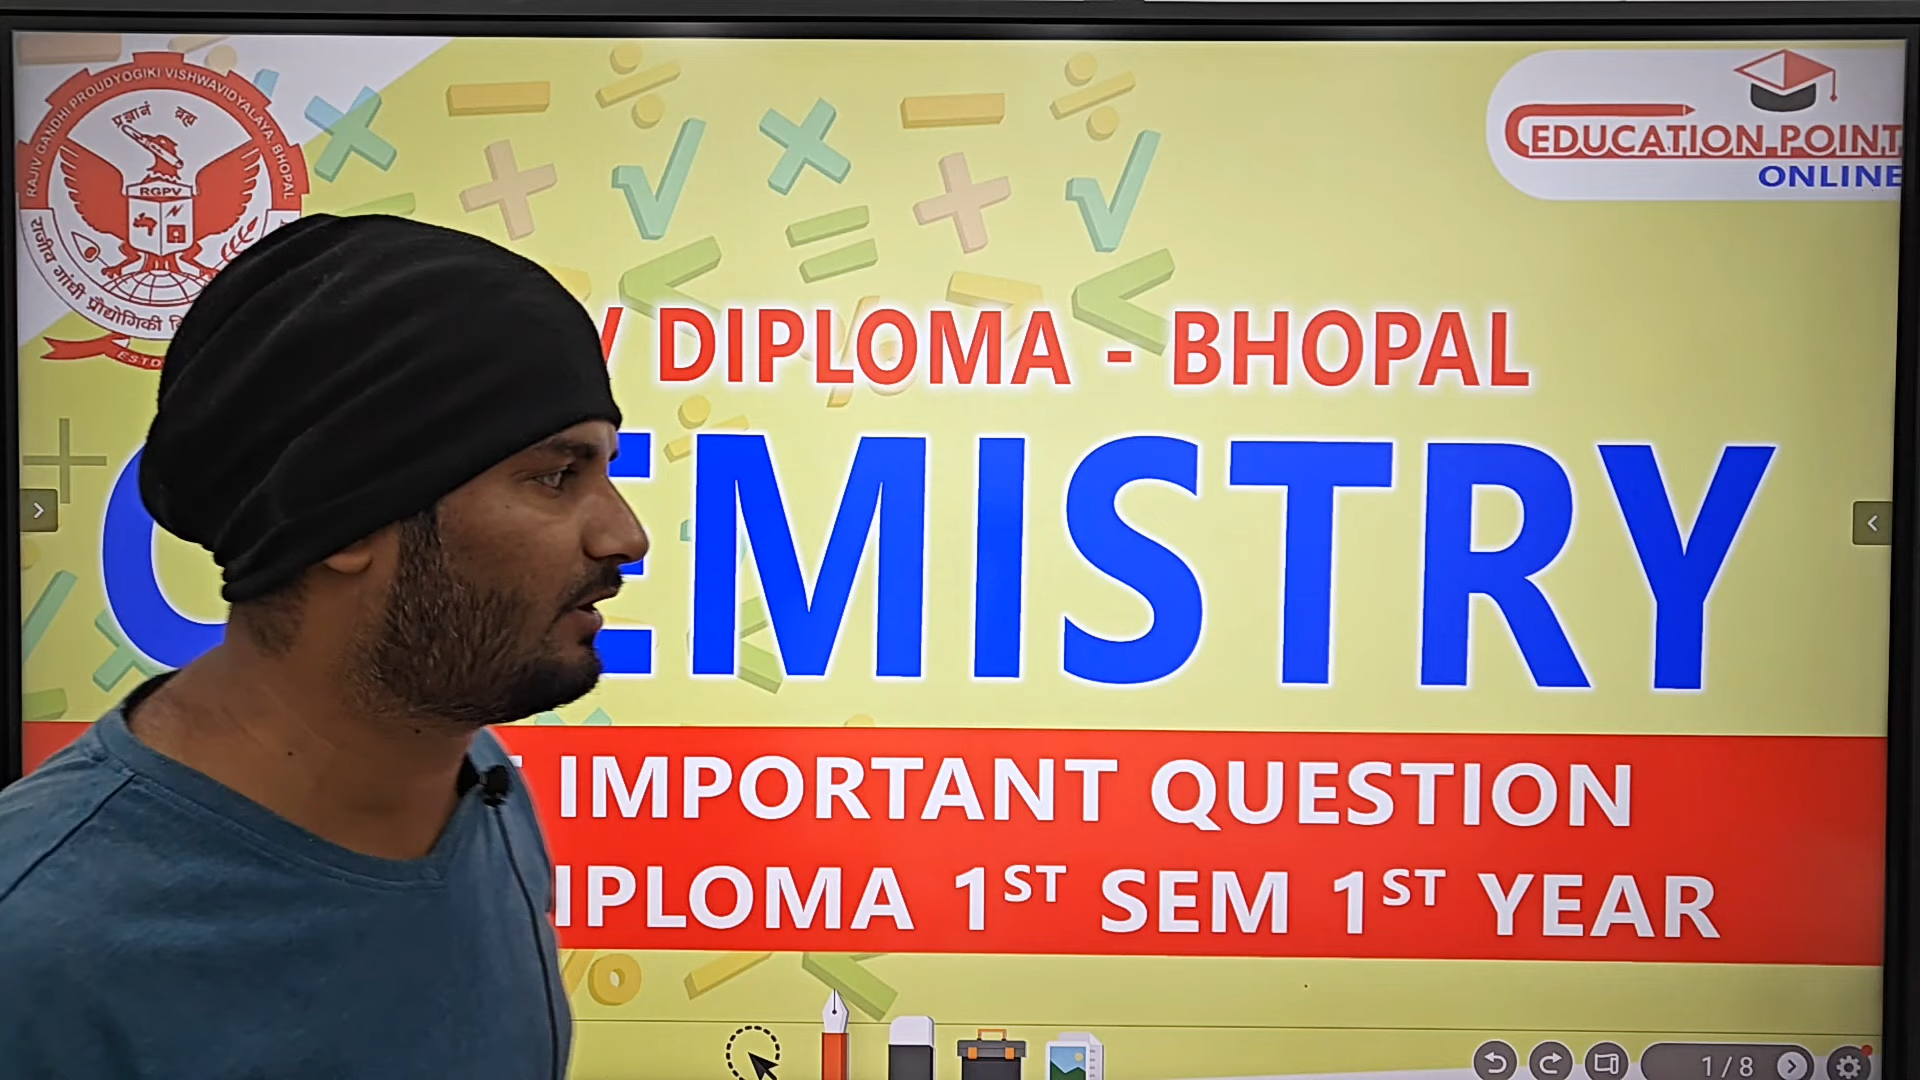 RAJIV GANDHI PROUDYOGIKI VISHWAVIDYALAYA, BHOPAL
प्रज्ञानं ब्रह्म
RGPV
राजीव गांधी प्रौद्योगिकी
ESTD
EDUCATION POINT
ONLINE
DIPLOMA - BHOPAL
EMISTRY
IMPORTANT QUESTION
IPLOMA 1ST SEM 1ST YEAR
1/8